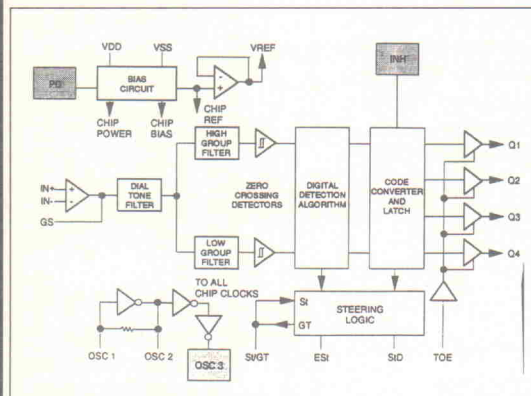 VDD
VSS
VREF
PD
BIAS
CIRCUIT
INH
CHIP
POWER
CHIP
BIAS
CHIP
REF
HIGH
GROUP
FILTER
Q1
IN+
IN-
GS
DIAL
TONE
FILTER
ZERO
CROSSING
DETECTORS
DIGITAL
DETECTION
ALGORITHM
CODE
CONVERTER
AND
LATCH
Q2
Q3
LOW
GROUP
FILTER
Q4
TO ALL
CHIP CLOCKS
St
GT
STEERING
LOGIC
OSC 1
OSC 2
OSC 3
St/GT
ESt
StD
TOE